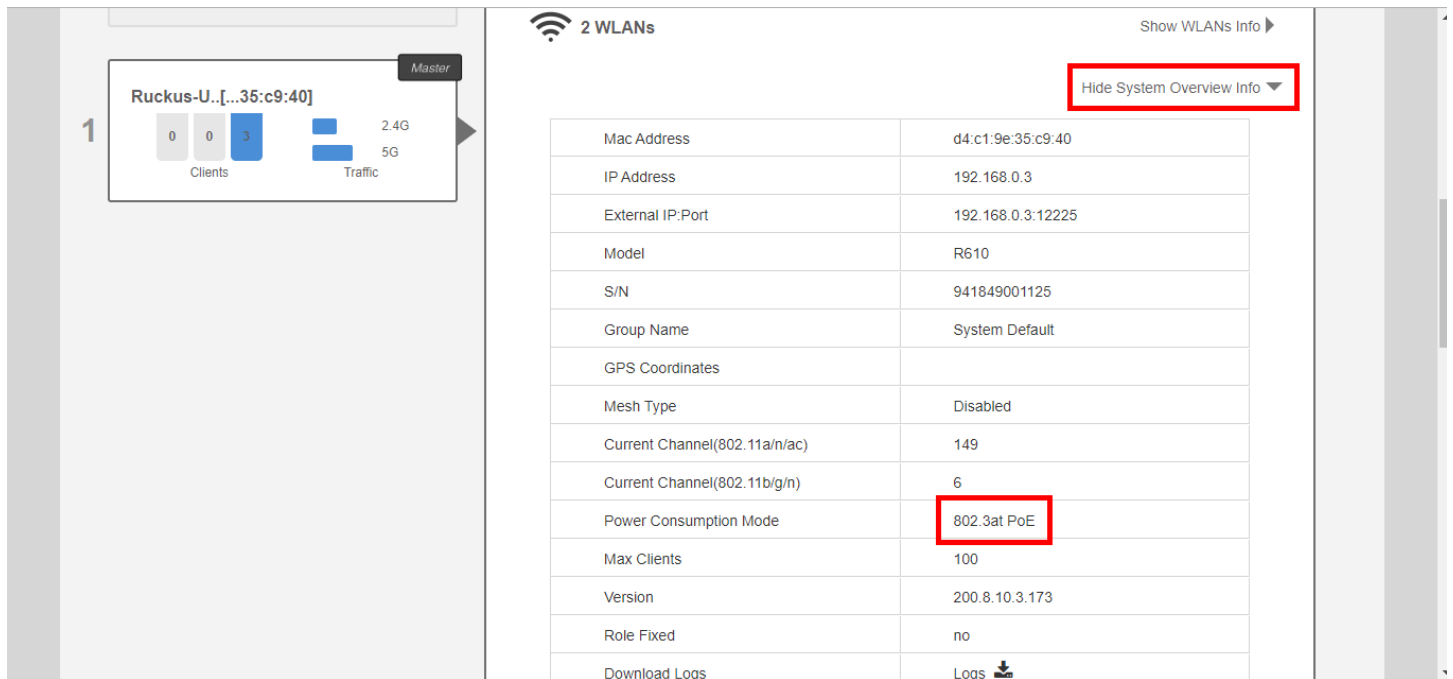 2 WLANs
Show WLANs Info
Master
Ruckus-U..[...35:c9:40]
Hide System Overview Info
1
0 0 3
2.4G
5G
Clients
Traffic
Mac Address d4:c1:9e:35:c9:40
IP Address 192.168.0.3
External IP:Port 192.168.0.3:12225
Model R610
S/N 941849001125
Group Name System Default
GPS Coordinates
Mesh Type Disabled
Current Channel(802.11a/n/ac) 149
Current Channel(802.11b/g/n) 6
Power Consumption Mode 802.3at PoE
Max Clients 100
Version 200.8.10.3.173
Role Fixed no
Download Logs Logs